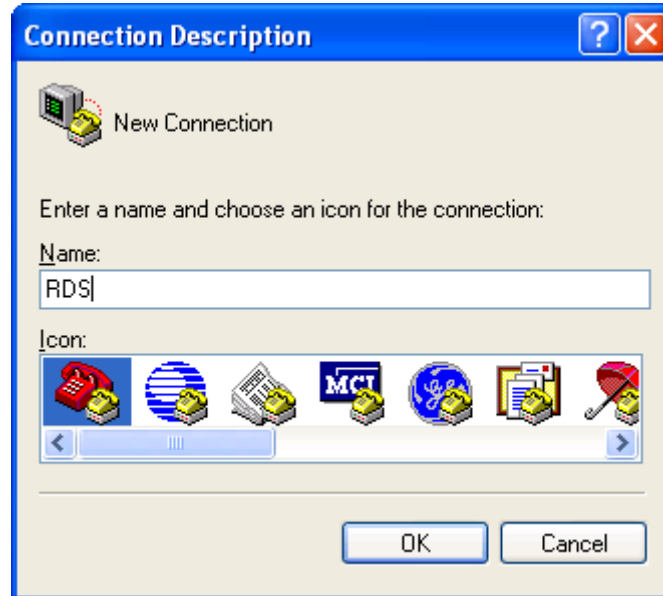 Connection Description
New Connection
Enter a name and choose an icon for the connection:
Name:
RDS
Icon:
MCI
OK Cancel